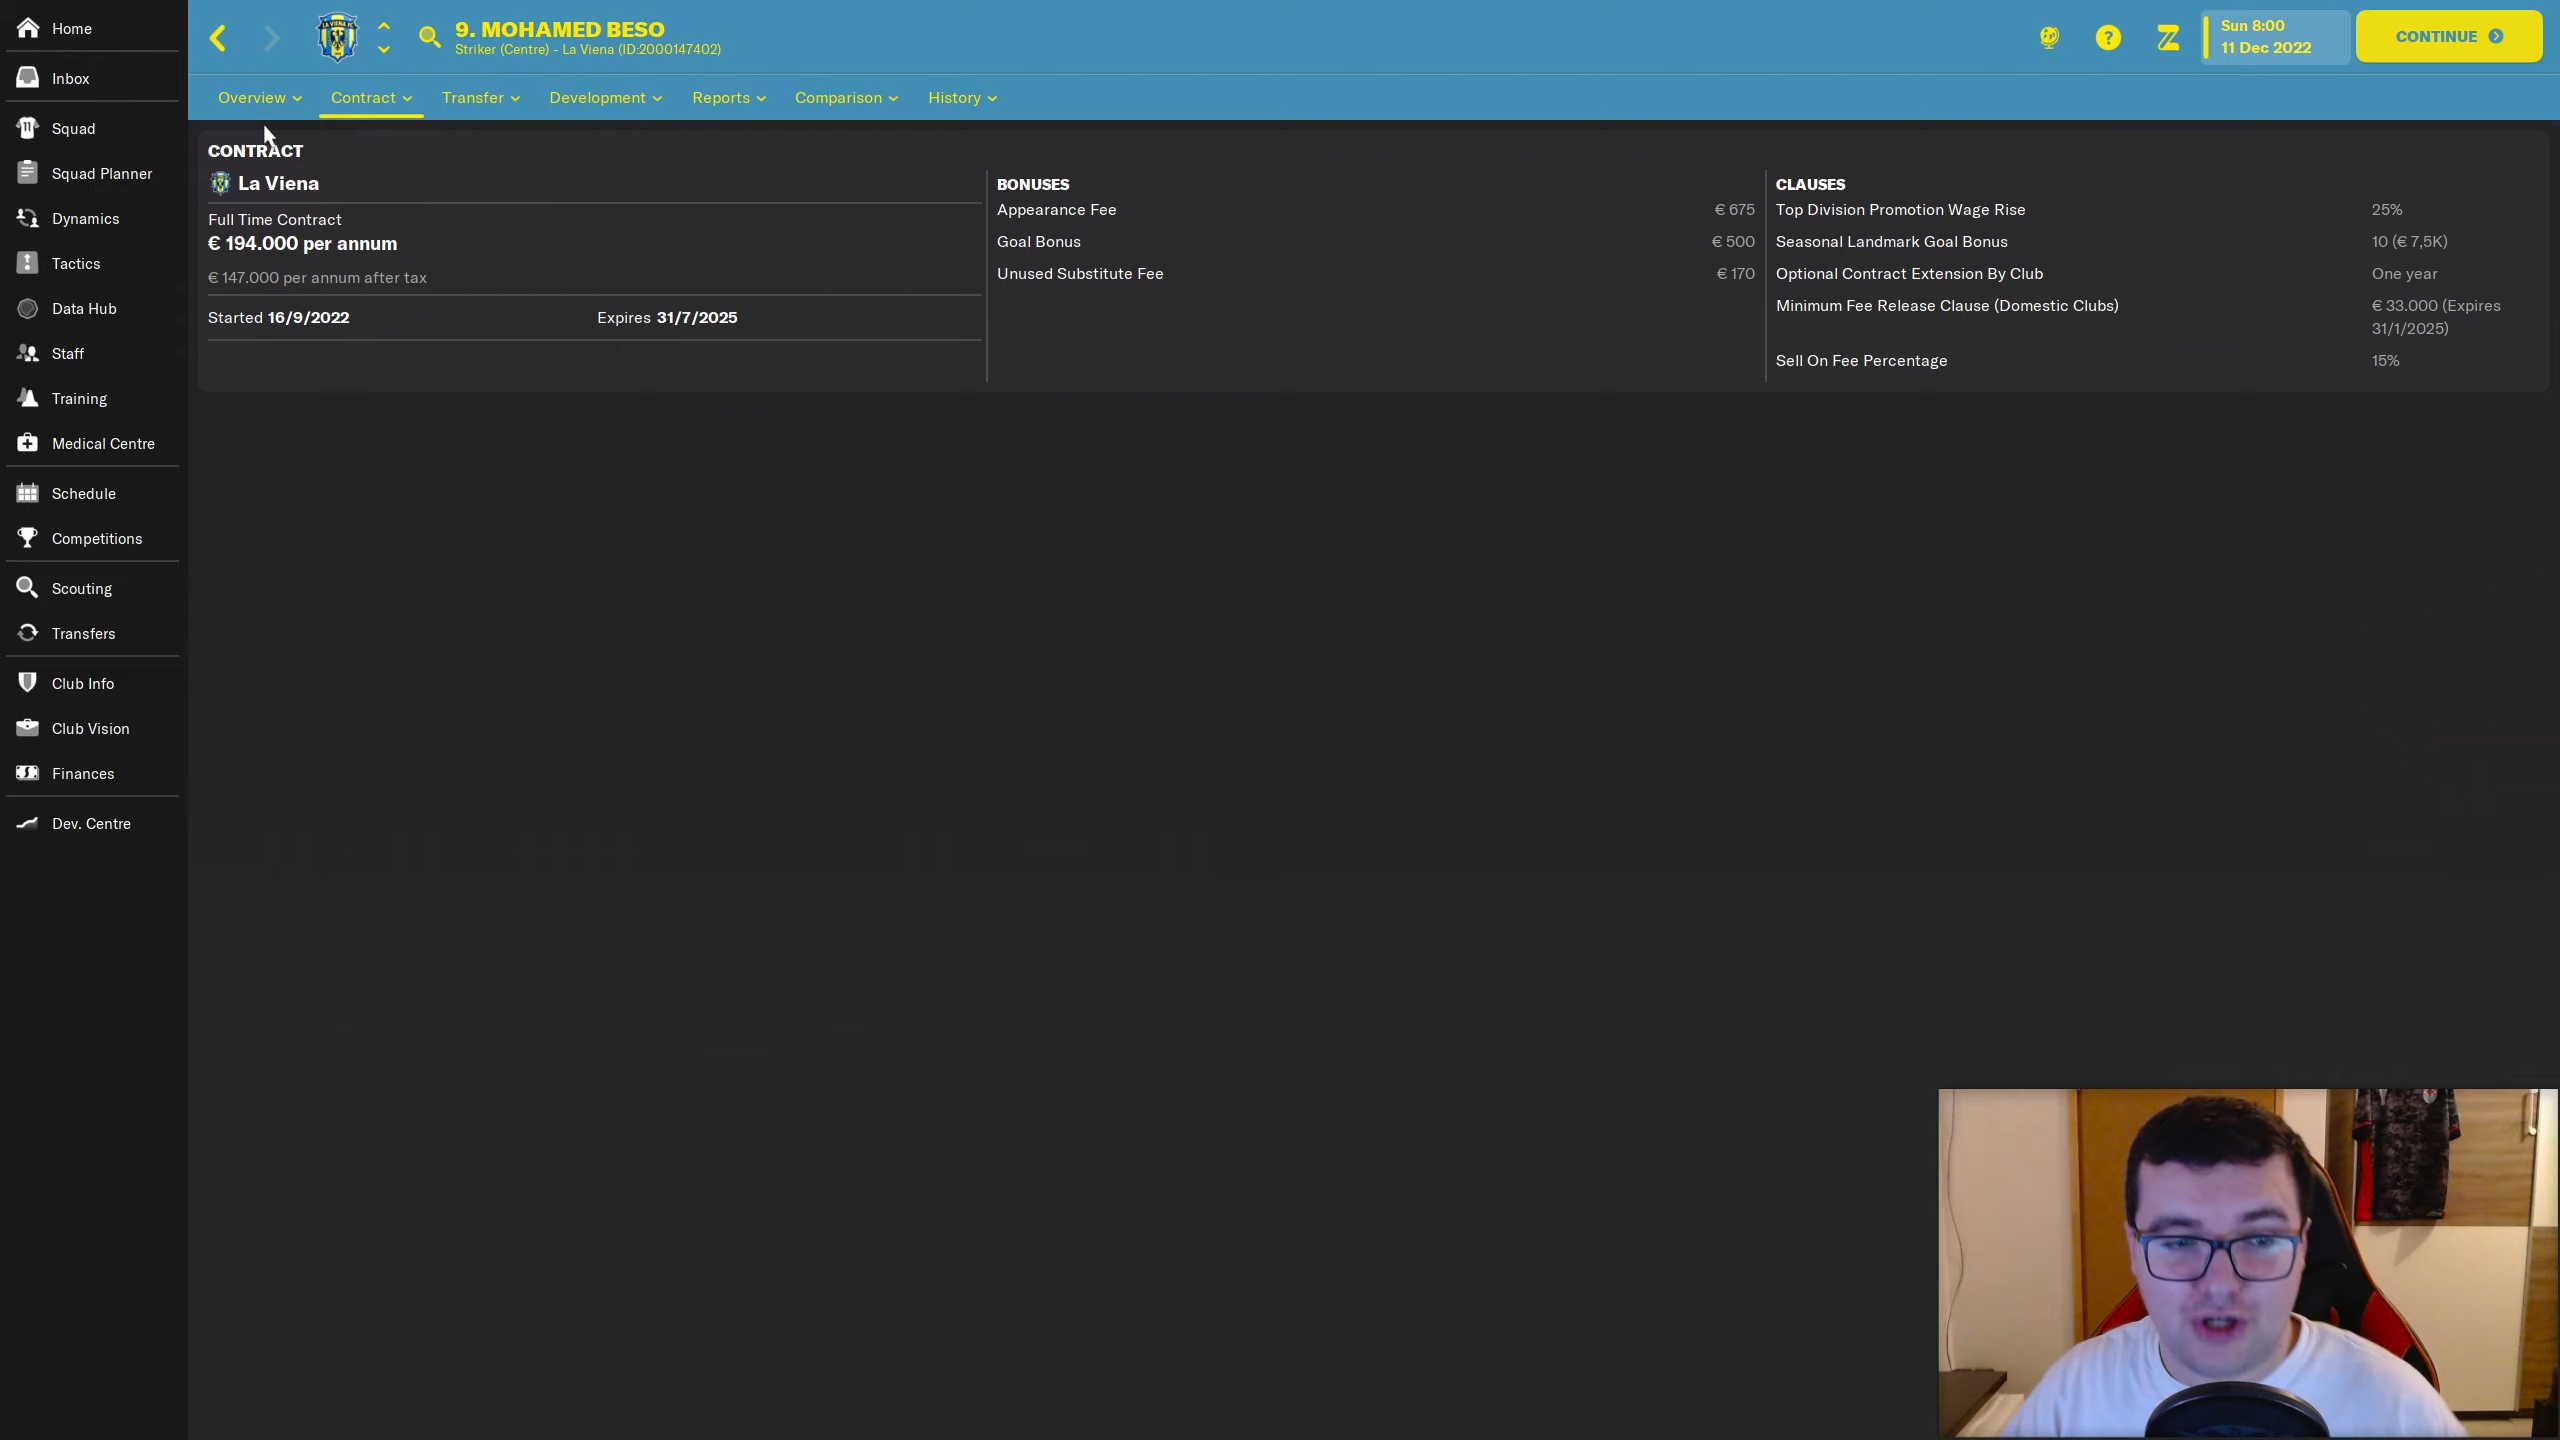 Home
Inbox
Squad
Squad Planner
Dynamics
Tactics
Data Hub
Staff
Training
Medical Centre
Schedule
Competitions
Scouting
Transfers
Club Info
Club Vision
Finances
Dev. Centre
9. MOHAMED BESO
Striker (Centre) - La Viena (ID:2000147402)
Sun 8:00
11 Dec 2022
CONTINUE
Overview
Contract
Transfer
Development
Reports
Comparison
History
CONTRACT
La Viena
Full Time Contract
€ 194.000 per annum
€ 147.000 per annum after tax
Started 16/9/2022 Expires 31/7/2025
BONUSES
Appearance Fee € 675
Goal Bonus € 500
Unused Substitute Fee € 170
CLAUSES
Top Division Promotion Wage Rise 25%
Seasonal Landmark Goal Bonus 10 (€ 7,5K)
Optional Contract Extension By Club One year
Minimum Fee Release Clause (Domestic Clubs) € 33.000 (Expires
31/1/2025)
Sell On Fee Percentage 15%